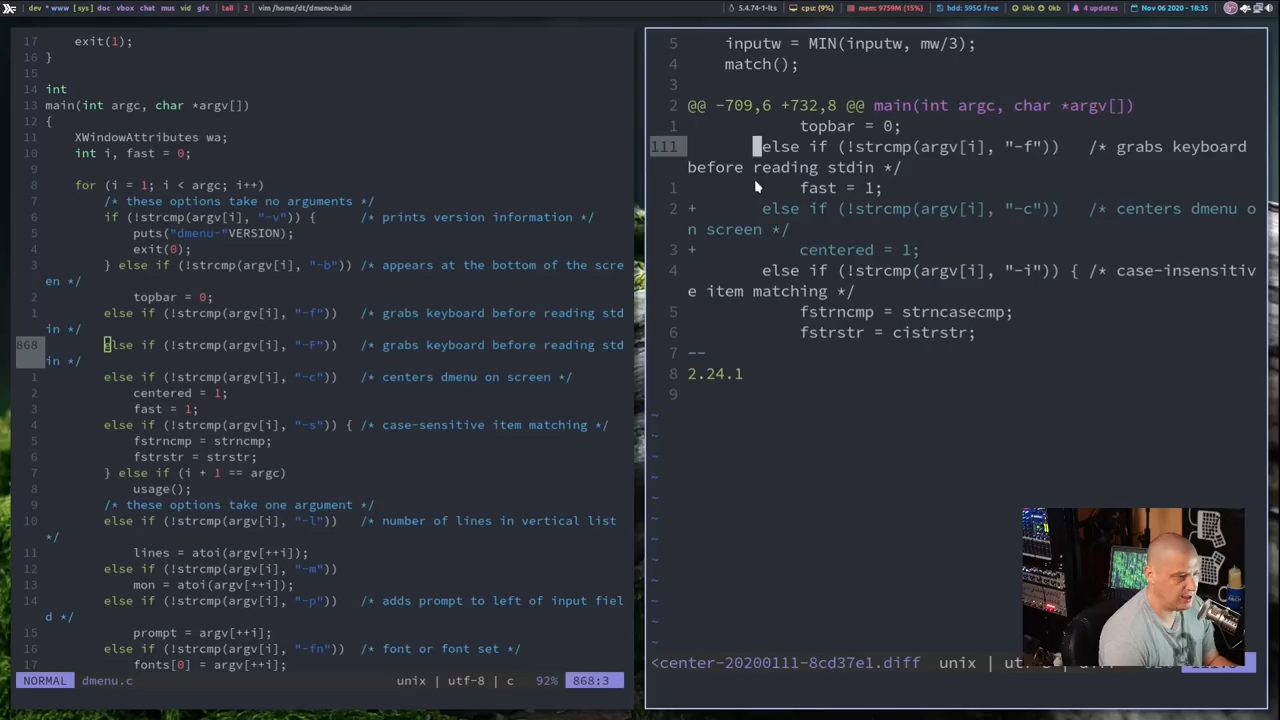 dev * www [ sys ] doc vbox chat mus vid gfx | tall | 2 | vim /home/dt/dmenu-build
5.4.74-1-lts cpu: (9%) mem: 9759M (15%) hdd: 595G free 0kb 0kb 4 updates Nov 06 2020 - 18:35
17 exit(1);
16 }
15
14 int
13 main(int argc, char *argv[])
12 {
11 XWindowAttributes wa;
10 int i, fast = 0;
9
8 for (i = 1; i < argc; i++)
7 /* these options take no arguments */
6 if (!strcmp(argv[i], "-v")) { /* prints version information */
5 puts("dmenu-"VERSION);
4 exit(0);
3 } else if (!strcmp(argv[i], "-b")) /* appears at the bottom of the scre
en */
2 topbar = 0;
1 else if (!strcmp(argv[i], "-f")) /* grabs keyboard before reading std
in */
868 else if (!strcmp(argv[i], "-F")) /* grabs keyboard before reading std
in */
1 else if (!strcmp(argv[i], "-c")) /* centers dmenu on screen */
2 centered = 1;
3 fast = 1;
4 else if (!strcmp(argv[i], "-s")) { /* case-sensitive item matching */
5 fstrncmp = strncmp;
6 fstrstr = strstr;
7 } else if (i + 1 == argc)
8 usage();
9 /* these options take one argument */
10 else if (!strcmp(argv[i], "-l")) /* number of lines in vertical list
*/
11 lines = atoi(argv[++i]);
12 else if (!strcmp(argv[i], "-m"))
13 mon = atoi(argv[++i]);
14 else if (!strcmp(argv[i], "-p")) /* adds prompt to left of input fiel
d */
15 prompt = argv[++i];
16 else if (!strcmp(argv[i], "-fn")) /* font or font set */
17 fonts[0] = argv[++i];
NORMAL dmenu.c unix | utf-8 | c 92% 868:3
5 inputw = MIN(inputw, mw/3);
4 match();
3
2 @@ -709,6 +732,8 @@ main(int argc, char *argv[])
1 topbar = 0;
111 else if (!strcmp(argv[i], "-f")) /* grabs keyboard
before reading stdin */
1 fast = 1;
2 + else if (!strcmp(argv[i], "-c")) /* centers dmenu o
n screen */
3 + centered = 1;
4 else if (!strcmp(argv[i], "-i")) { /* case-insensitiv
e item matching */
5 fstrncmp = strncasecmp;
6 fstrstr = cistrstr;
7 --
8 2.24.1
9
~
~
~
~
~
~
~
~
~
~
~
~
<center-20200111-8cd37e1.diff unix |